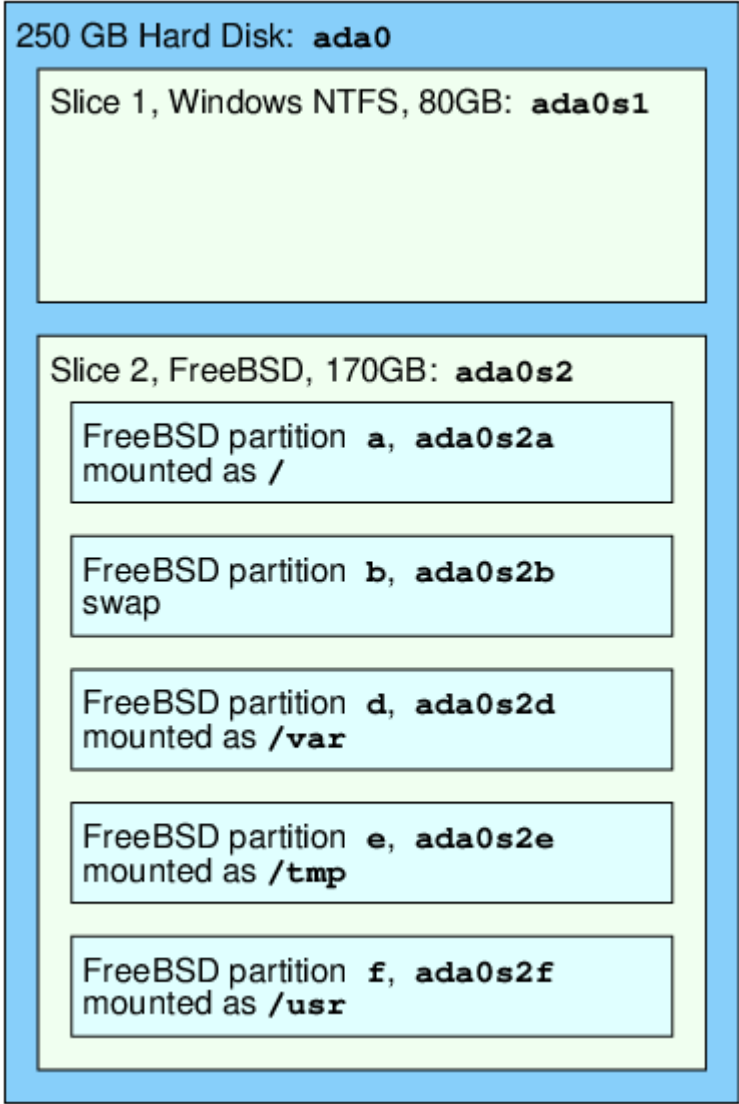 250 GB Hard Disk: ada0
Slice 1, Windows NTFS, 80GB: ada0s1
Slice 2, FreeBSD, 170GB: ada0s2
FreeBSD partition a, ada0s2a
mounted as /
FreeBSD partition b, ada0s2b
swap
FreeBSD partition d, ada0s2d
mounted as /var
FreeBSD partition e, ada0s2e
mounted as /tmp
FreeBSD partition f, ada0s2f
mounted as /usr